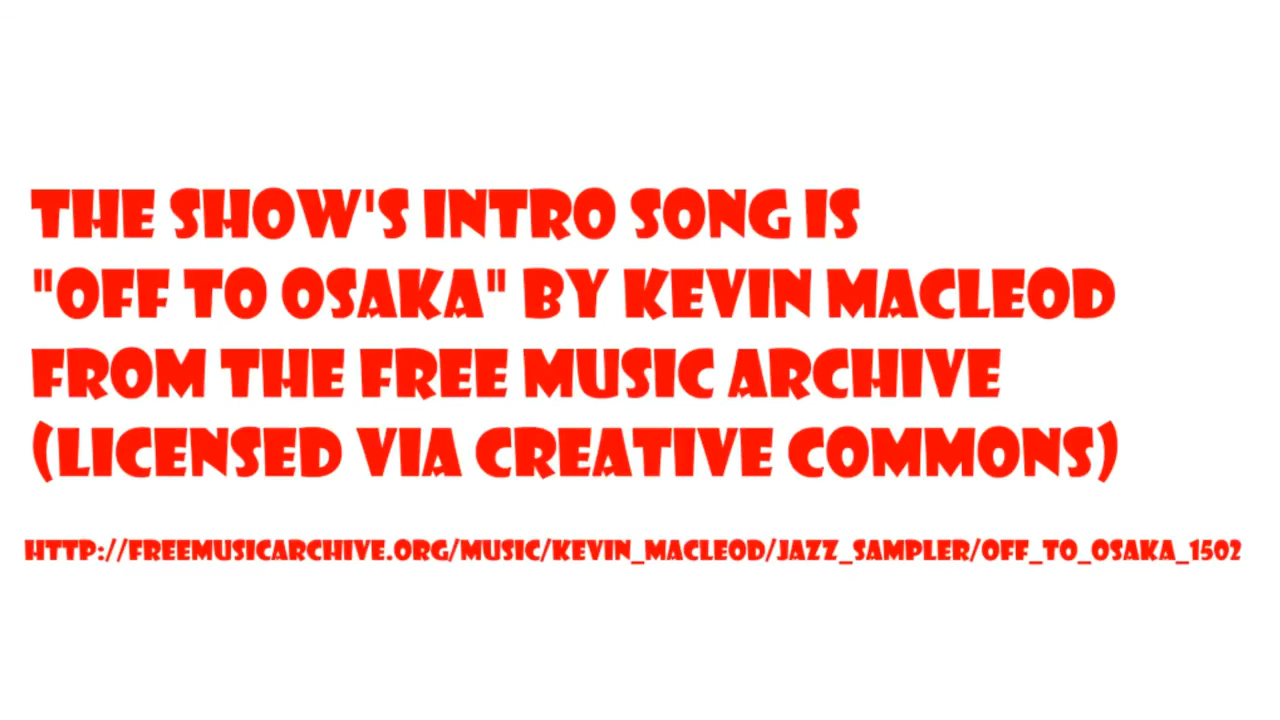 THE SHOW'S INTRO SONG IS
"OFF TO OSAKA" BY KEVIN MACLEOD
FROM THE FREE MUSIC ARCHIVE
(LICENSED VIA CREATIVE COMMONS)
HTTP://FREEMUSICARCHIVE.ORG/MUSIC/KEVIN_MACLEOD/JAZZ_SAMPLER/OFF_TO_OSAKA_1502